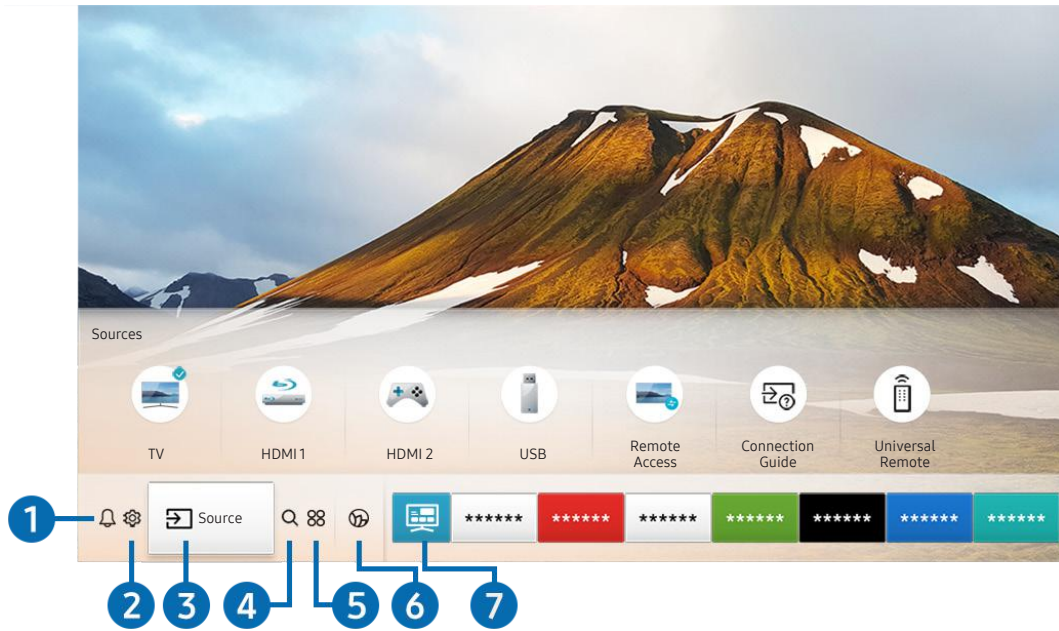 Sources
TV
HDMI 1
HDMI 2
USB
Remote
Access
Connection
Guide
Universal
Remote
1
Source
****** ****** ****** ****** ****** ****** ******
2 3 4 5 6 7